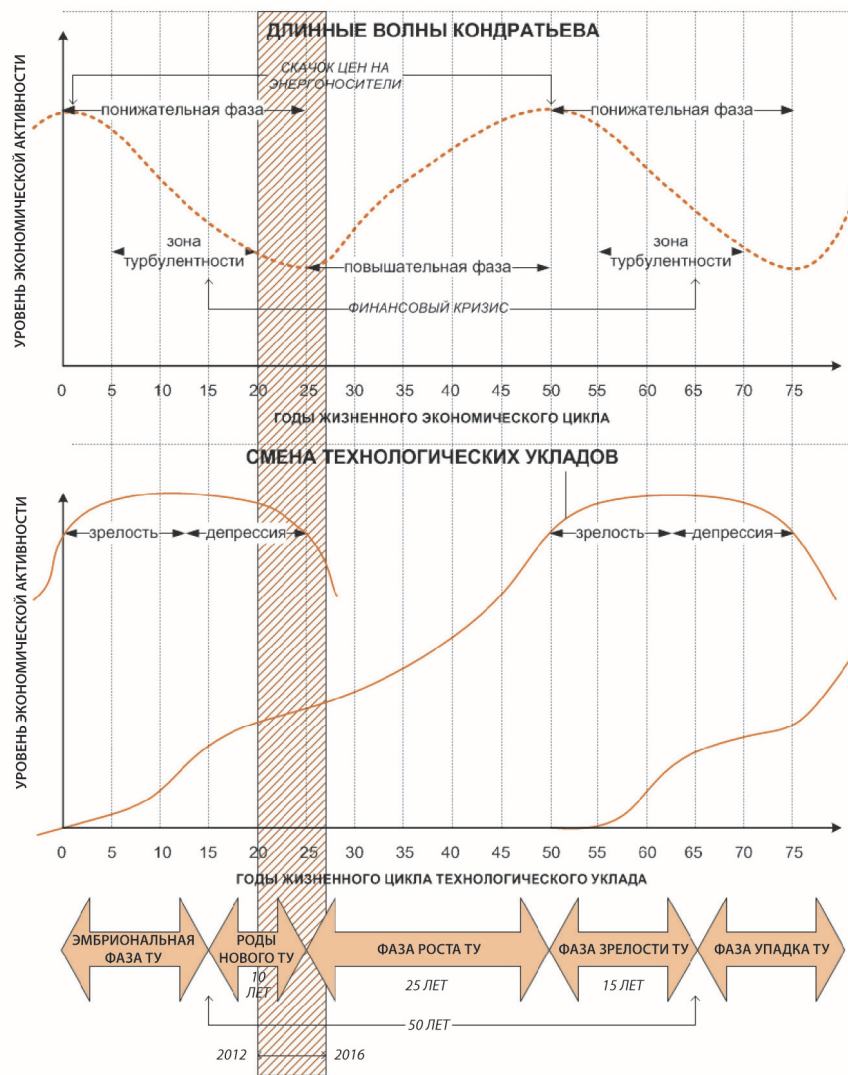 ДЛИННЫЕ ВОЛНЫ КОНДРАТЬЕВА
СКАЧОК ЦЕН НА
ЭНЕРГОНОСИТЕЛИ
понижательная фаза
понижательная фаза
УРОВЕНЬ ЭКОНОМИЧЕСКОЙ АКТИВНОСТИ
зона
турбулентности
зона
турбулентности
повышательная фаза
ФИНАНСОВЫЙ КРИЗИС
0 5 10 15 20 25 30 35 40 45 50 55 60 65 70 75
ГОДЫ ЖИЗНЕННОГО ЭКОНОМИЧЕСКОГО ЦИКЛА
СМЕНА ТЕХНОЛОГИЧЕСКИХ УКЛАДОВ
УРОВЕНЬ ЭКОНОМИЧЕСКОЙ АКТИВНОСТИ
зрелость депрессия зрелость депрессия
0 5 10 15 20 25 30 35 40 45 50 55 60 65 70 75
ГОДЫ ЖИЗНЕННОГО ЦИКЛА ТЕХНОЛОГИЧЕСКОГО УКЛАДА
ЭМБРИОНАЛЬНАЯ
ФАЗА ТУ
РОДЫ
НОВОГО ТУ
10
ЛЕТ
ФАЗА РОСТА ТУ
25 ЛЕТ
ФАЗА ЗРЕЛОСТИ ТУ
15 ЛЕТ
ФАЗА УПАДКА ТУ
50 ЛЕТ
2012 2016